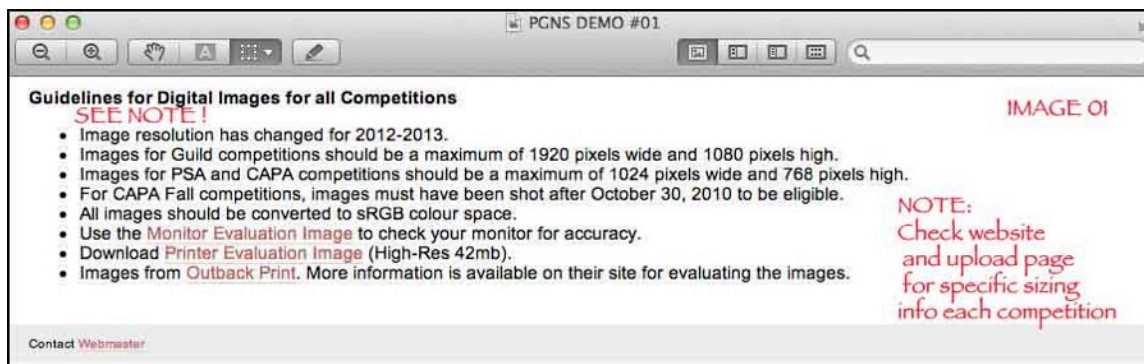 PGNS DEMO #01
Guidelines for Digital Images for all Competitions
SEE NOTE !
IMAGE 01
• Image resolution has changed for 2012-2013.
• Images for Guild competitions should be a maximum of 1920 pixels wide and 1080 pixels high.
• Images for PSA and CAPA competitions should be a maximum of 1024 pixels wide and 768 pixels high.
• For CAPA Fall competitions, images must have been shot after October 30, 2010 to be eligible.
• All images should be converted to sRGB colour space.
• Use the Monitor Evaluation Image to check your monitor for accuracy.
• Download Printer Evaluation Image (High-Res 42mb).
• Images from Outback Print. More information is available on their site for evaluating the images.
NOTE:
Check website
and upload page
for specific sizing
info each competition
Contact Webmaster